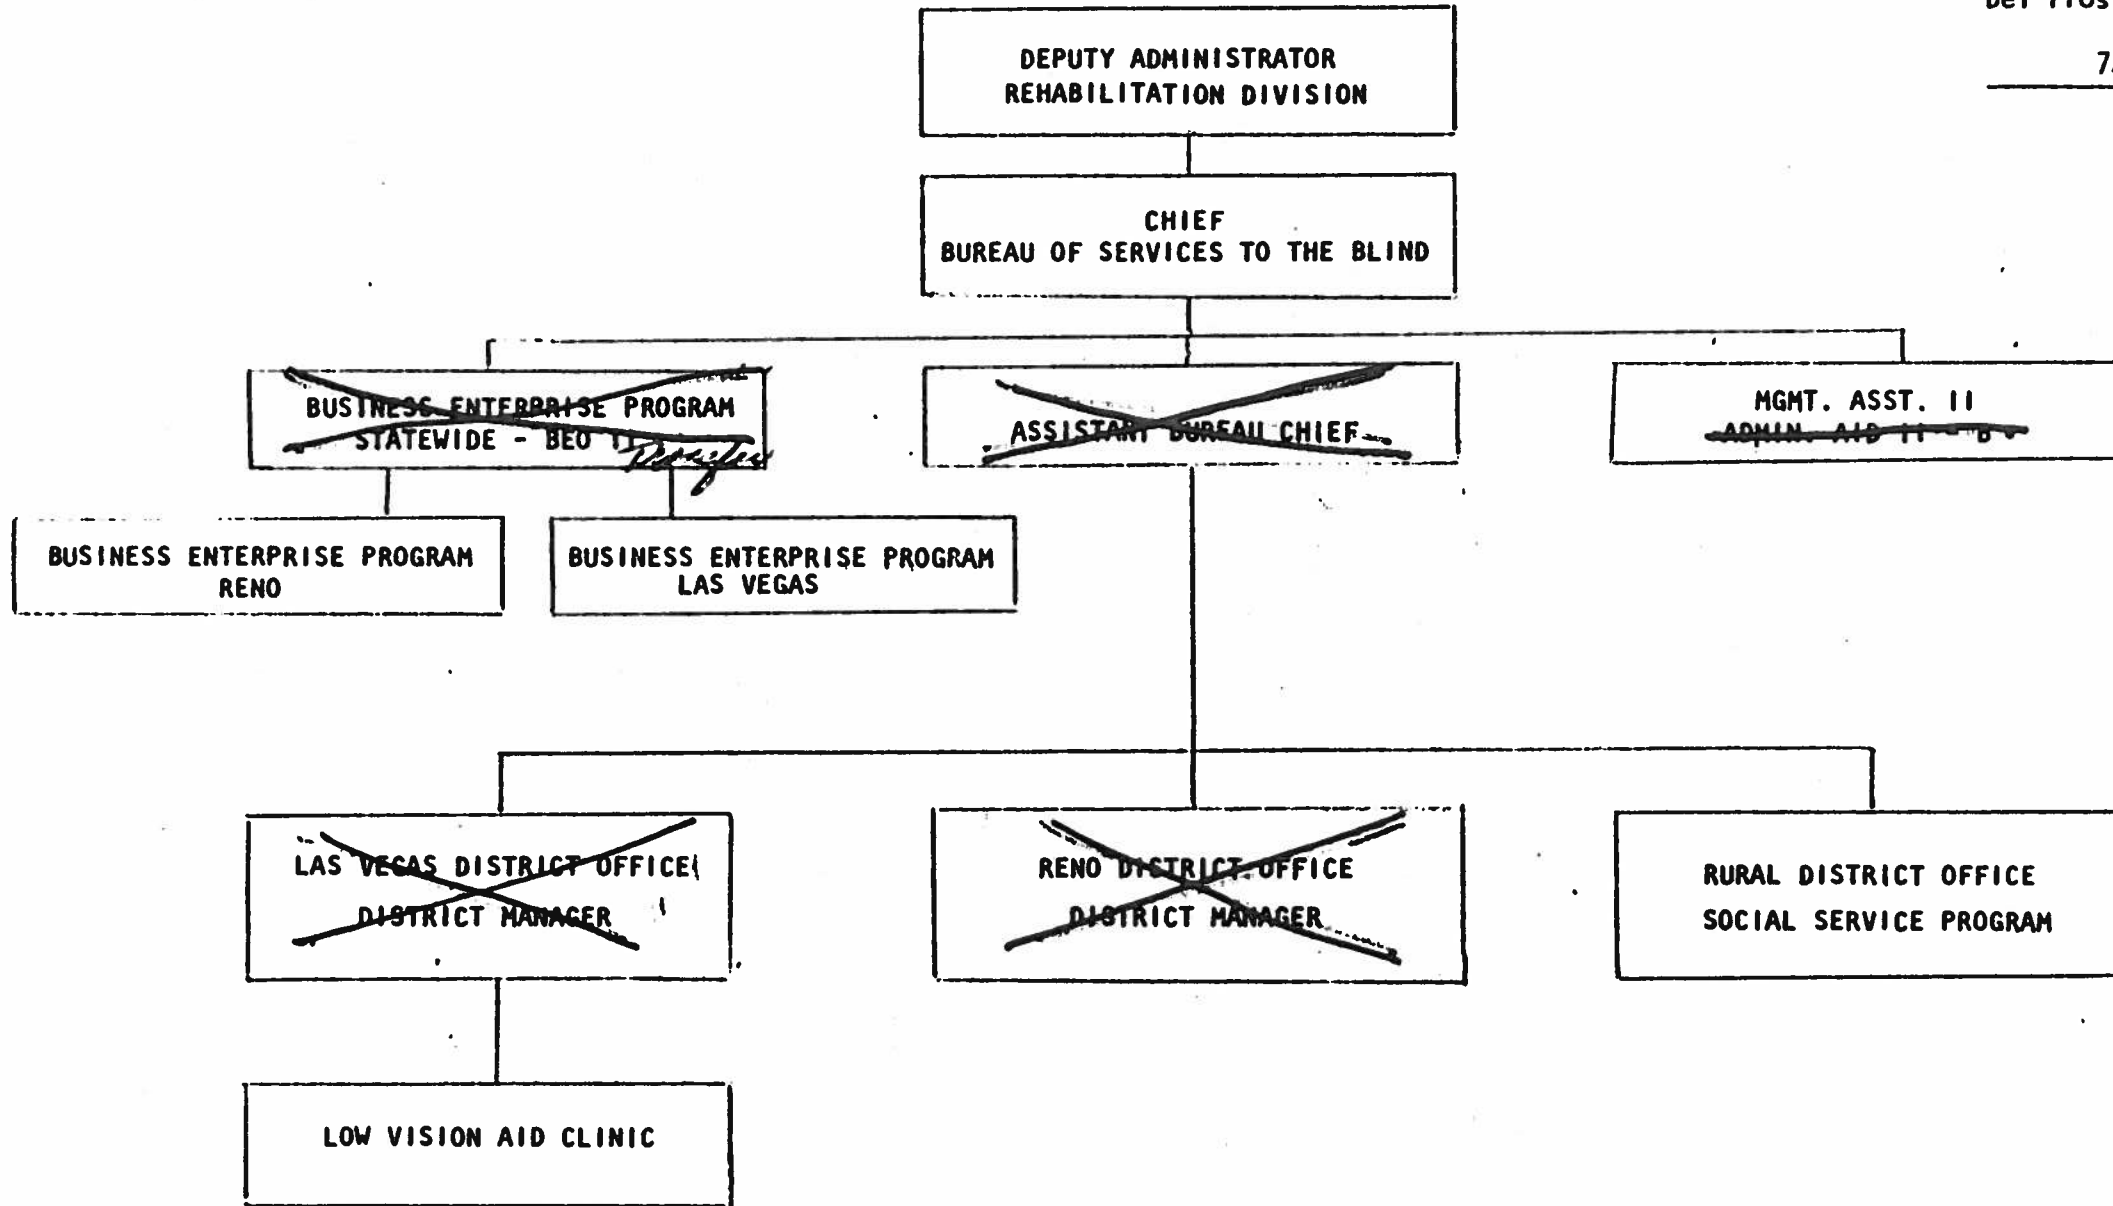 DEPUTY ADMINISTRATOR
REHABILITATION DIVISION
CHIEF
BUREAU OF SERVICES TO THE BLIND
BUSINESS ENTERPRISE PROGRAM
STATEWIDE - BEO II
ASSISTANT BUREAU CHIEF
MGMT. ASST. II
ADMIN. AID II -
BUSINESS ENTERPRISE PROGRAM
RENO
BUSINESS ENTERPRISE PROGRAM
LAS VEGAS
LAS VEGAS DISTRICT OFFICE
DISTRICT MANAGER
RENO DISTRICT OFFICE
DISTRICT MANAGER
RURAL DISTRICT OFFICE
SOCIAL SERVICE PROGRAM
LOW VISION AID CLINIC